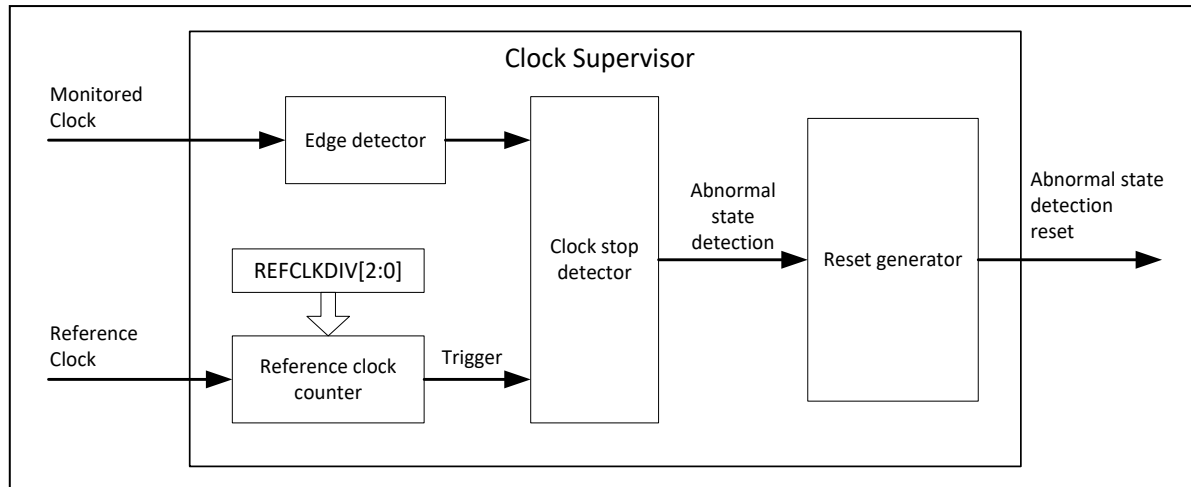 Clock Supervisor
Monitored
Clock
Edge detector
Abnormal
state
detection
Abnormal state
detection
reset
Clock stop
detector
Reset generator
REFCLKDIV[2:0]
Reference
Clock
Reference clock
counter
Trigger